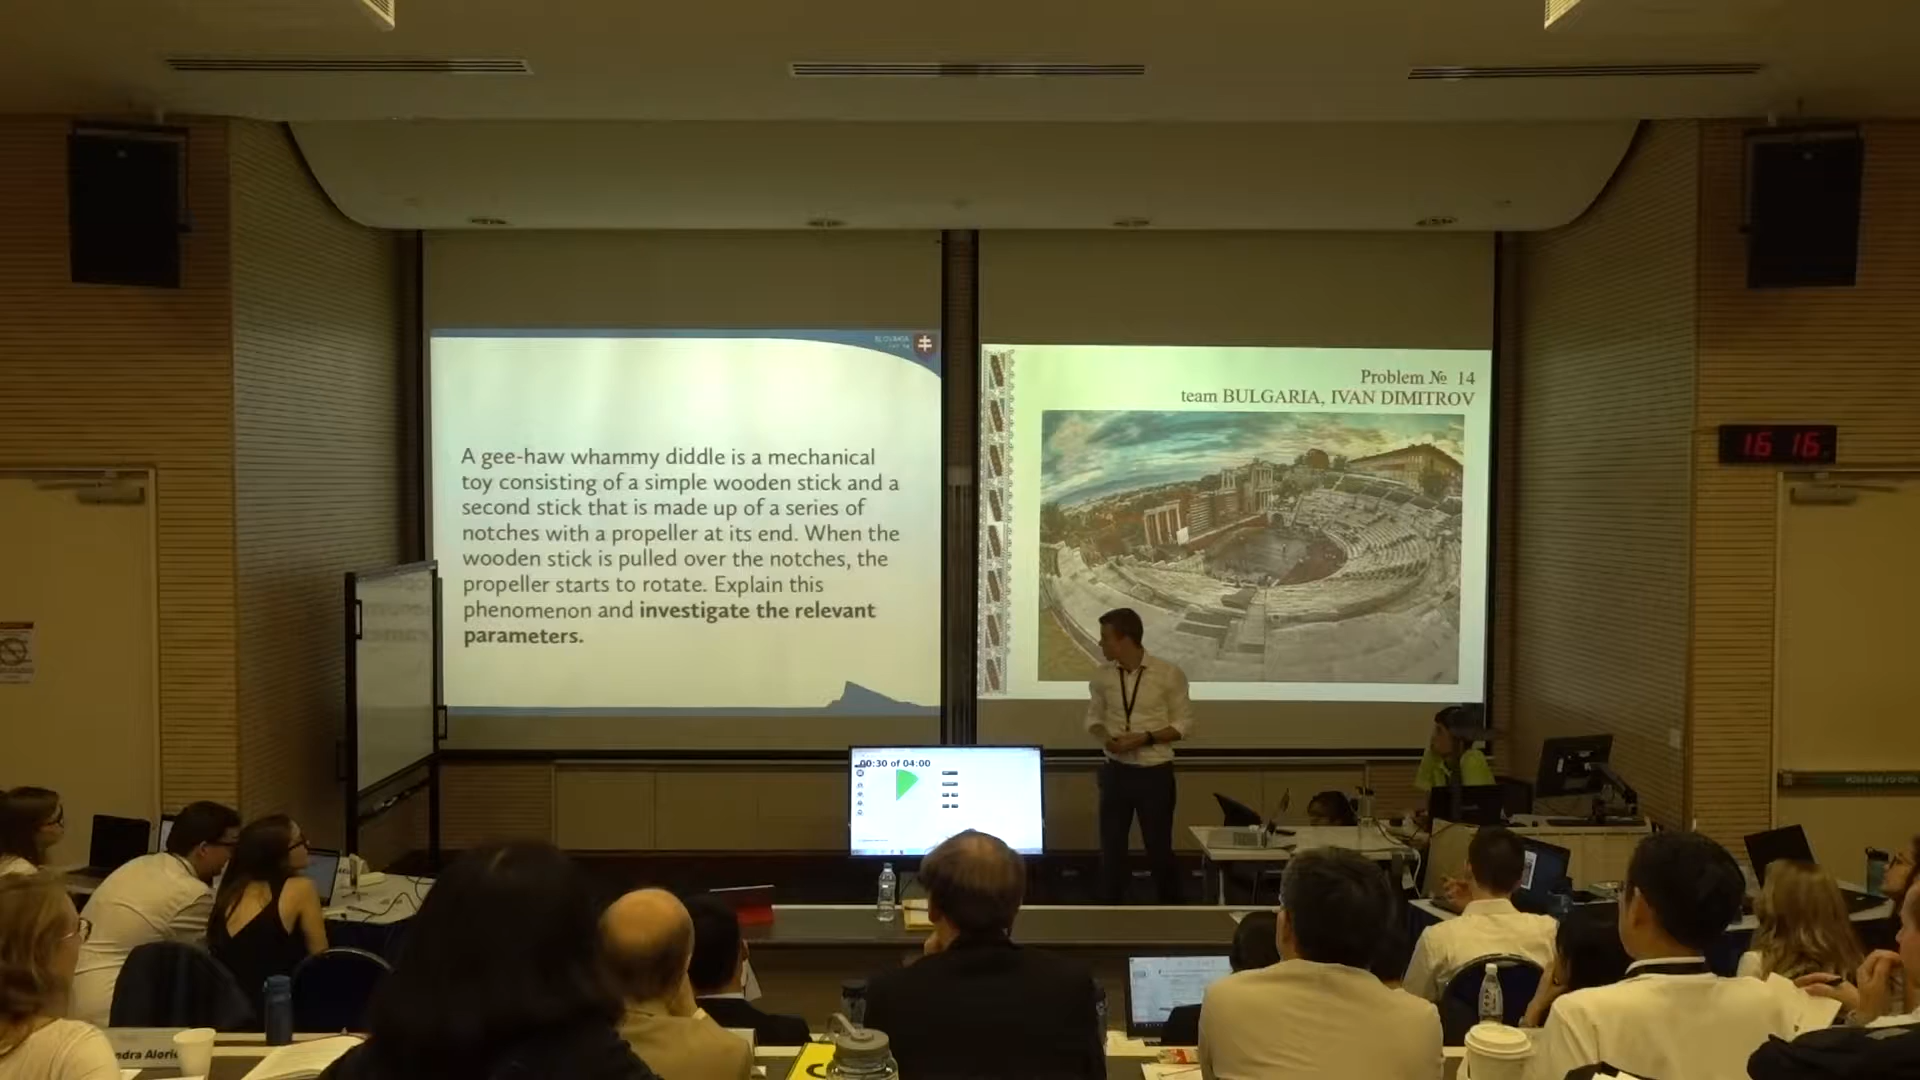 SLOVAKIA
A gee-haw whammy diddle is a mechanical
toy consisting of a simple wooden stick and a
second stick that is made up of a series of
notches with a propeller at its end. When the
wooden stick is pulled over the notches, the
propeller starts to rotate. Explain this
phenomenon and investigate the relevant
parameters.
Problem № 14
team BULGARIA, IVAN DIMITROV
16 16
00:30 of 04:00
ndra Alori